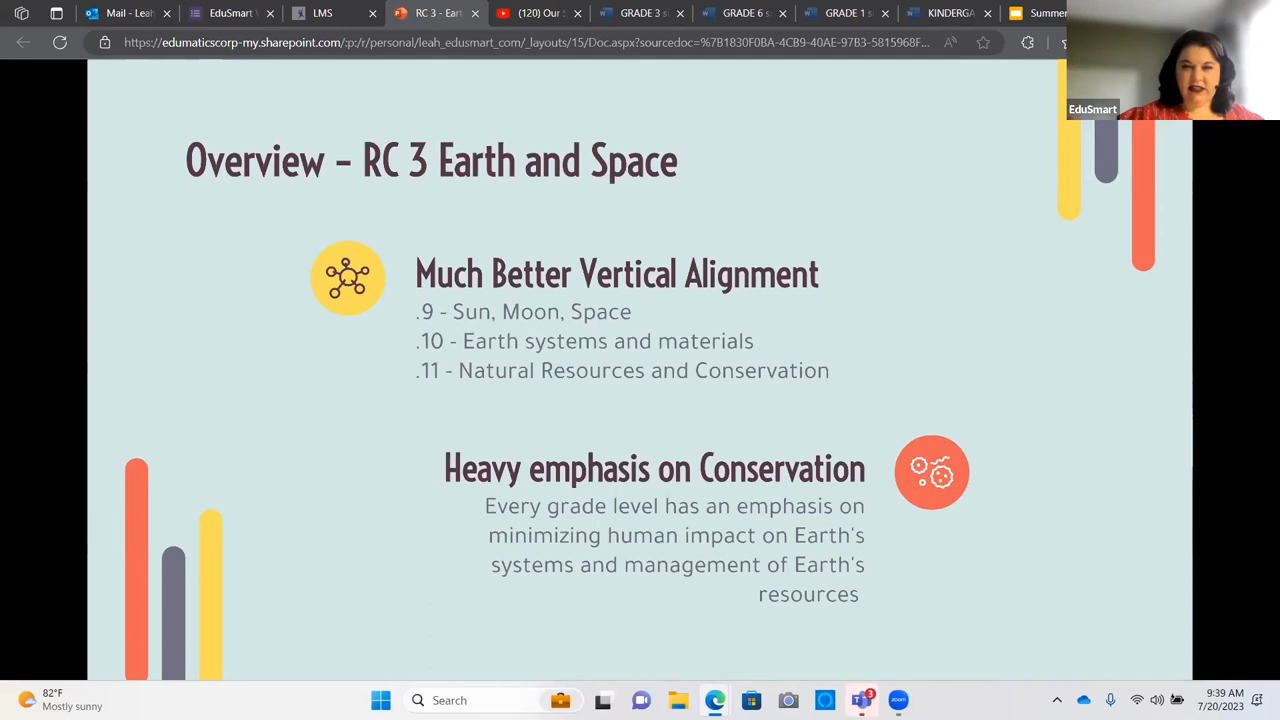 Mail - Leah
EduSmart
LMS
RC 3 - Eart
(120) Our S
GRADE 3 s
GRADE 6 s
GRADE 1 s
KINDERGA
Summer
https://edumaticscorp-my.sharepoint.com/:p:/r/personal/leah_edusmart_com/_layouts/15/Doc.aspx?sourcedoc=%7B1830F0BA-4CB9-40AE-97B3-5815968F...
EduSmart
Overview - RC 3 Earth and Space
Much Better Vertical Alignment
.9 - Sun, Moon, Space
.10 - Earth systems and materials
.11 - Natural Resources and Conservation
Heavy emphasis on Conservation
Every grade level has an emphasis on
minimizing human impact on Earth's
systems and management of Earth's
resources
82°F
Mostly sunny
Search
3
9:39 AM
7/20/2023